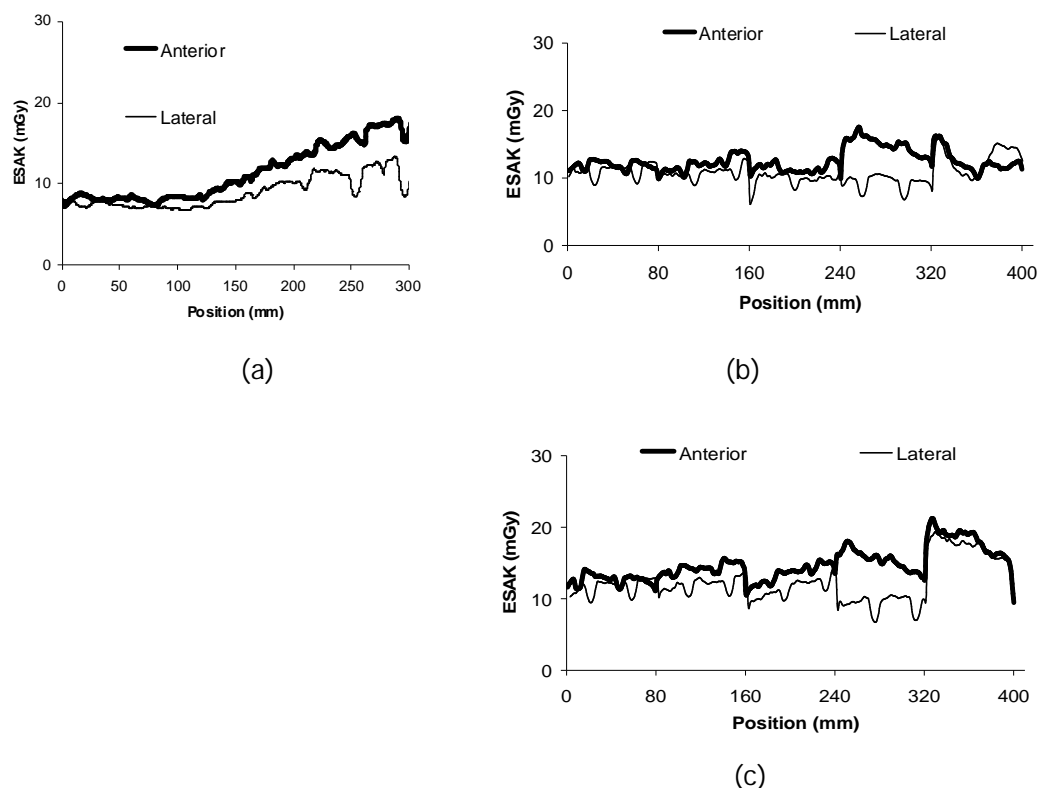 30
20
10
0
ESAK (mGy)
Anterior
Lateral
0 50 100 150 200 250 300
Position (mm)
(a)
Anterior Lateral
30
20
10
0
ESAK (mGy)
0 80 160 240 320 400
Position (mm)
(b)
Anterior Lateral
30
20
10
0
ESAK (mGy)
0 80 160 240 320 400
Position (mm)
(c)